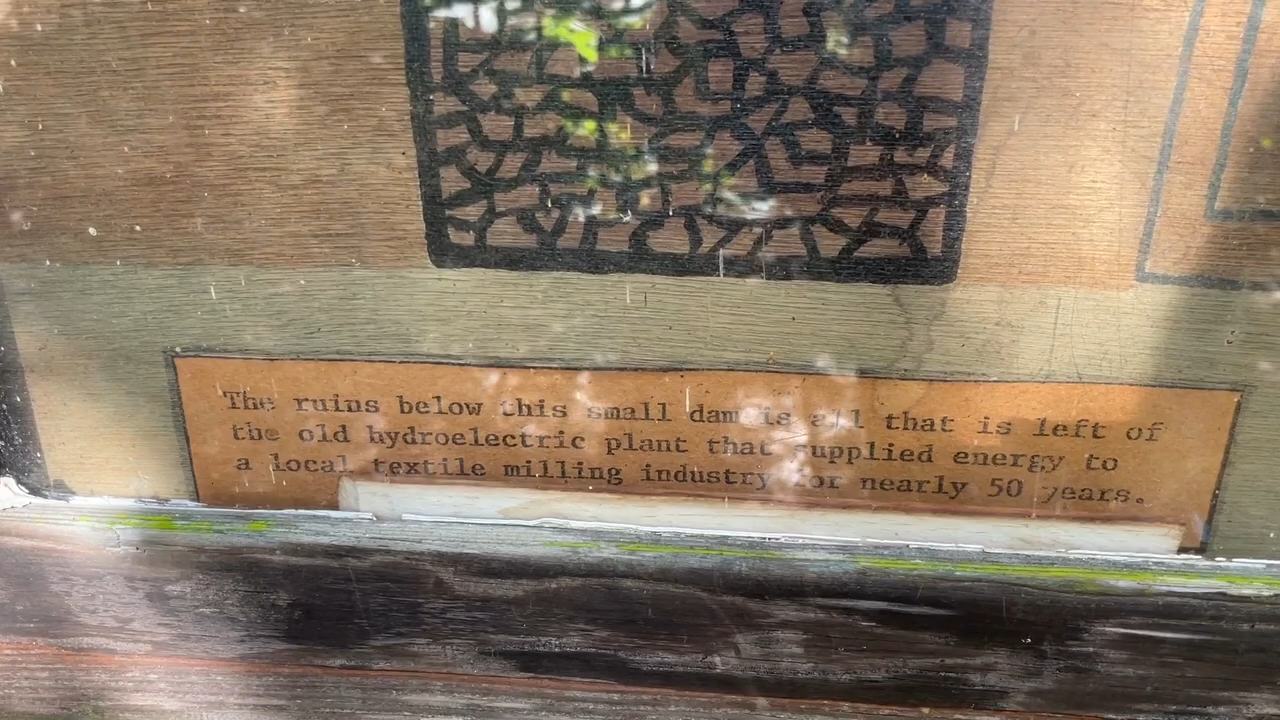 The ruins below this small dam is all that is left of
the old hydroelectric plant that supplied energy to
a local textile milling industry for nearly 50 years.